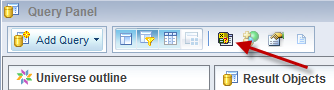 Query Panel
Add Query
Universe outline
Result Objects